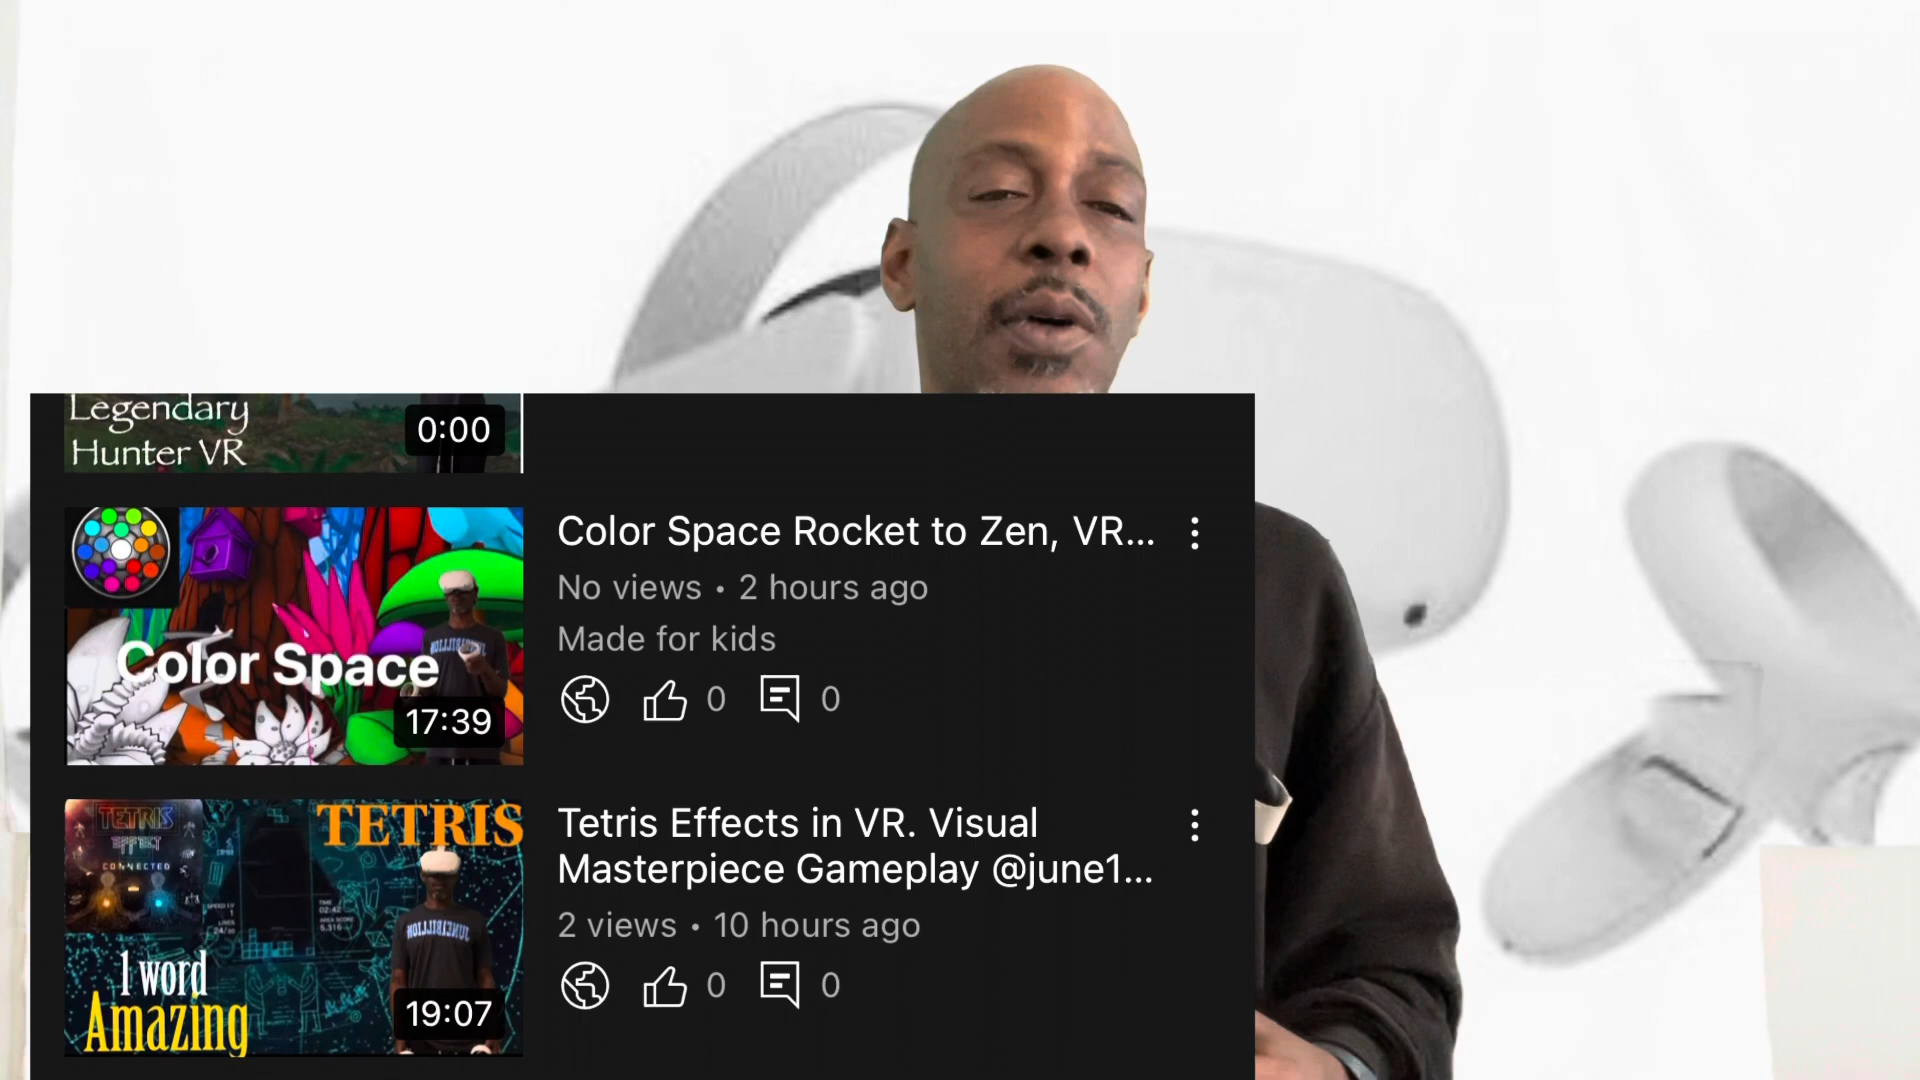 Legendary
Hunter VR
0:00
Color Space
17:39
Color Space Rocket to Zen, VR...
No views • 2 hours ago
Made for kids
0 0
TETRIS
EFFECT
CONNECTED
TETRIS
1 word
Amazing
19:07
Tetris Effects in VR. Visual
Masterpiece Gameplay @june1...
2 views • 10 hours ago
0 0